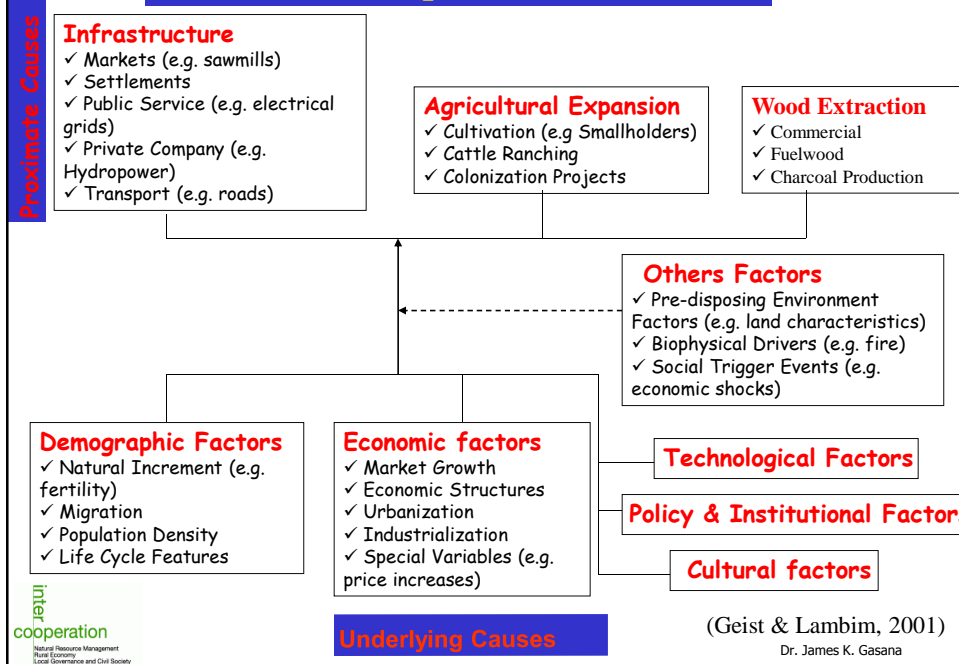 Proximate Causes
Infrastructure
✓ Markets (e.g. sawmills)
✓ Settlements
✓ Public Service (e.g. electrical
grids)
✓ Private Company (e.g.
Hydropower)
✓ Transport (e.g. roads)
Agricultural Expansion
✓ Cultivation (e.g Smallholders)
✓ Cattle Ranching
✓ Colonization Projects
Wood Extraction
✓ Commercial
✓ Fuelwood
✓ Charcoal Production
Others Factors
✓ Pre-disposing Environment
Factors (e.g. land characteristics)
✓ Biophysical Drivers (e.g. fire)
✓ Social Trigger Events (e.g.
economic shocks)
Demographic Factors
✓ Natural Increment (e.g.
fertility)
✓ Migration
✓ Population Density
✓ Life Cycle Features
Economic factors
✓ Market Growth
✓ Economic Structures
✓ Urbanization
✓ Industrialization
✓ Special Variables (e.g.
price increases)
Technological Factors
Policy & Institutional Factors
Cultural factors
inter
cooperation
Natural Resource Management
Rural Economy
Local Governance and Civil Society
Underlying Causes
(Geist & Lambim, 2001)
Dr. James K. Gasana